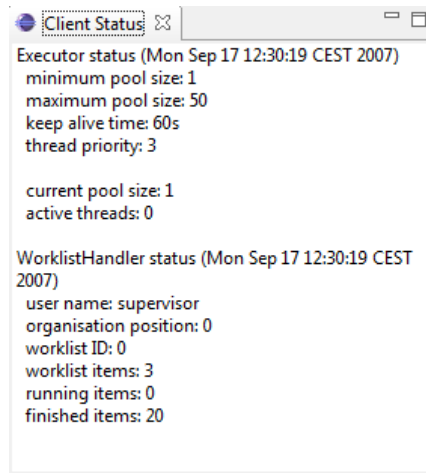 Client Status
Executor status (Mon Sep 17 12:30:19 CEST 2007)
minimum pool size: 1
maximum pool size: 50
keep alive time: 60s
thread priority: 3
current pool size: 1
active threads: 0
WorklistHandler status (Mon Sep 17 12:30:19 CEST
2007)
user name: supervisor
organisation position: 0
worklist ID: 0
worklist items: 3
running items: 0
finished items: 20